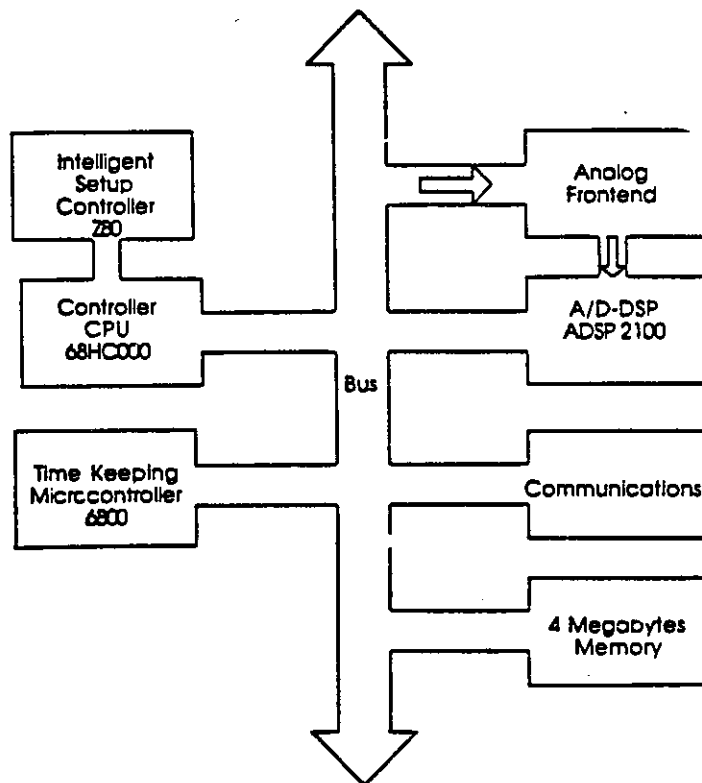 Intelligent
Setup
Controller
Z80
Controller
CPU
68HC000
Time Keeping
Microcontroller
6800
Bus
Analog
Frontend
A/D-DSP
ADSP 2100
Communications
4 Megabytes
Memory